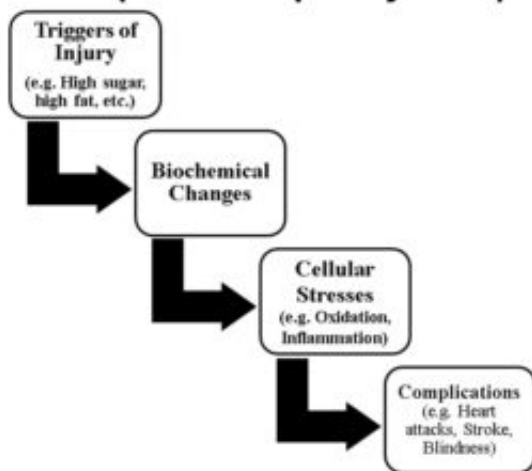 Triggers of
Injury
(e.g. High sugar,
high fat, etc.)
Biochemical
Changes
Cellular
Stresses
(e.g. Oxidation,
Inflammation)
Complications
(e.g. Heart
attacks, Stroke,
Blindness)